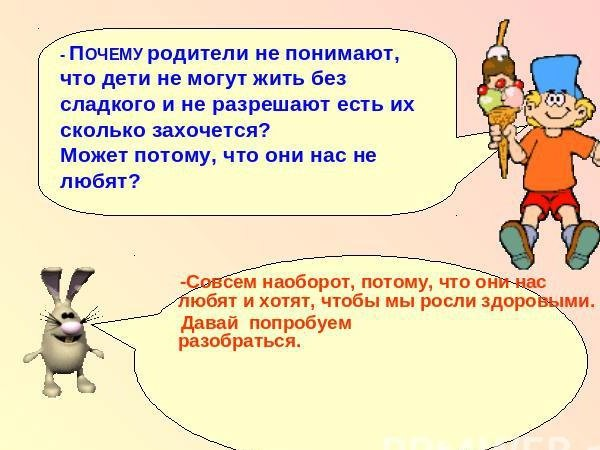 - ПОЧЕМУ родители не понимают,
что дети не могут жить без
сладкого и не разрешают есть их
сколько захочется?
Может потому, что они нас не
любят?
-Совсем наоборот, потому, что они нас
любят и хотят, чтобы мы росли здоровыми.
Давай попробуем
разобраться.